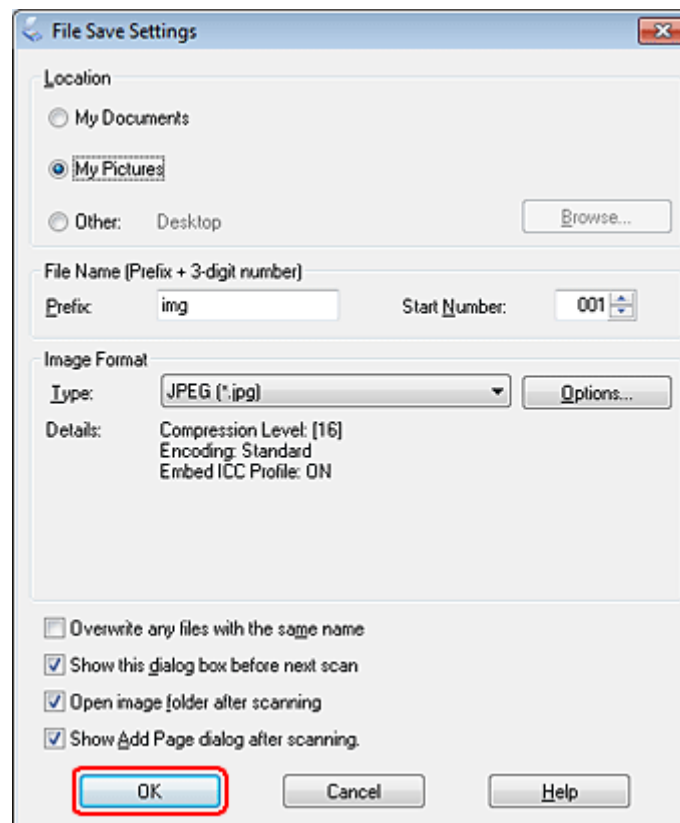 File Save Settings
Location
My Documents
My Pictures
Other: Desktop Browse...
File Name (Prefix + 3-digit number)
Prefix: img Start Number: 001
Image Format
Type: JPEG (*.jpg) Options...
Details: Compression Level: [16]
Encoding: Standard
Embed ICC Profile: ON
Overwrite any files with the same name
Show this dialog box before next scan
Open image folder after scanning
Show Add Page dialog after scanning.
OK Cancel Help